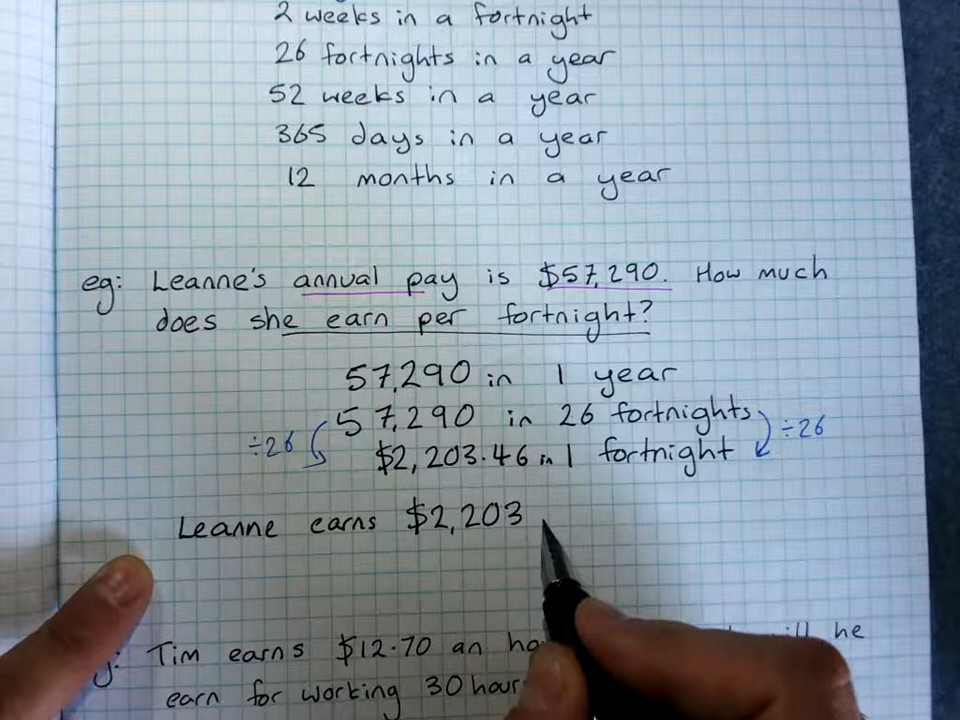 2 weeks in a fortnight
26 fortnights in a year
52 weeks in a year
365 days in a year
12 months in a year
eg: Leanne's annual pay is $57,290. How much
does she earn per fortnight?
57,290 in 1 year
57,290 in 26 fortnights
÷26
÷26
$2,203.46 in 1 fortnight
Leanne earns $2,203
Tim earns $12.70 an he
earn for working 30 hour